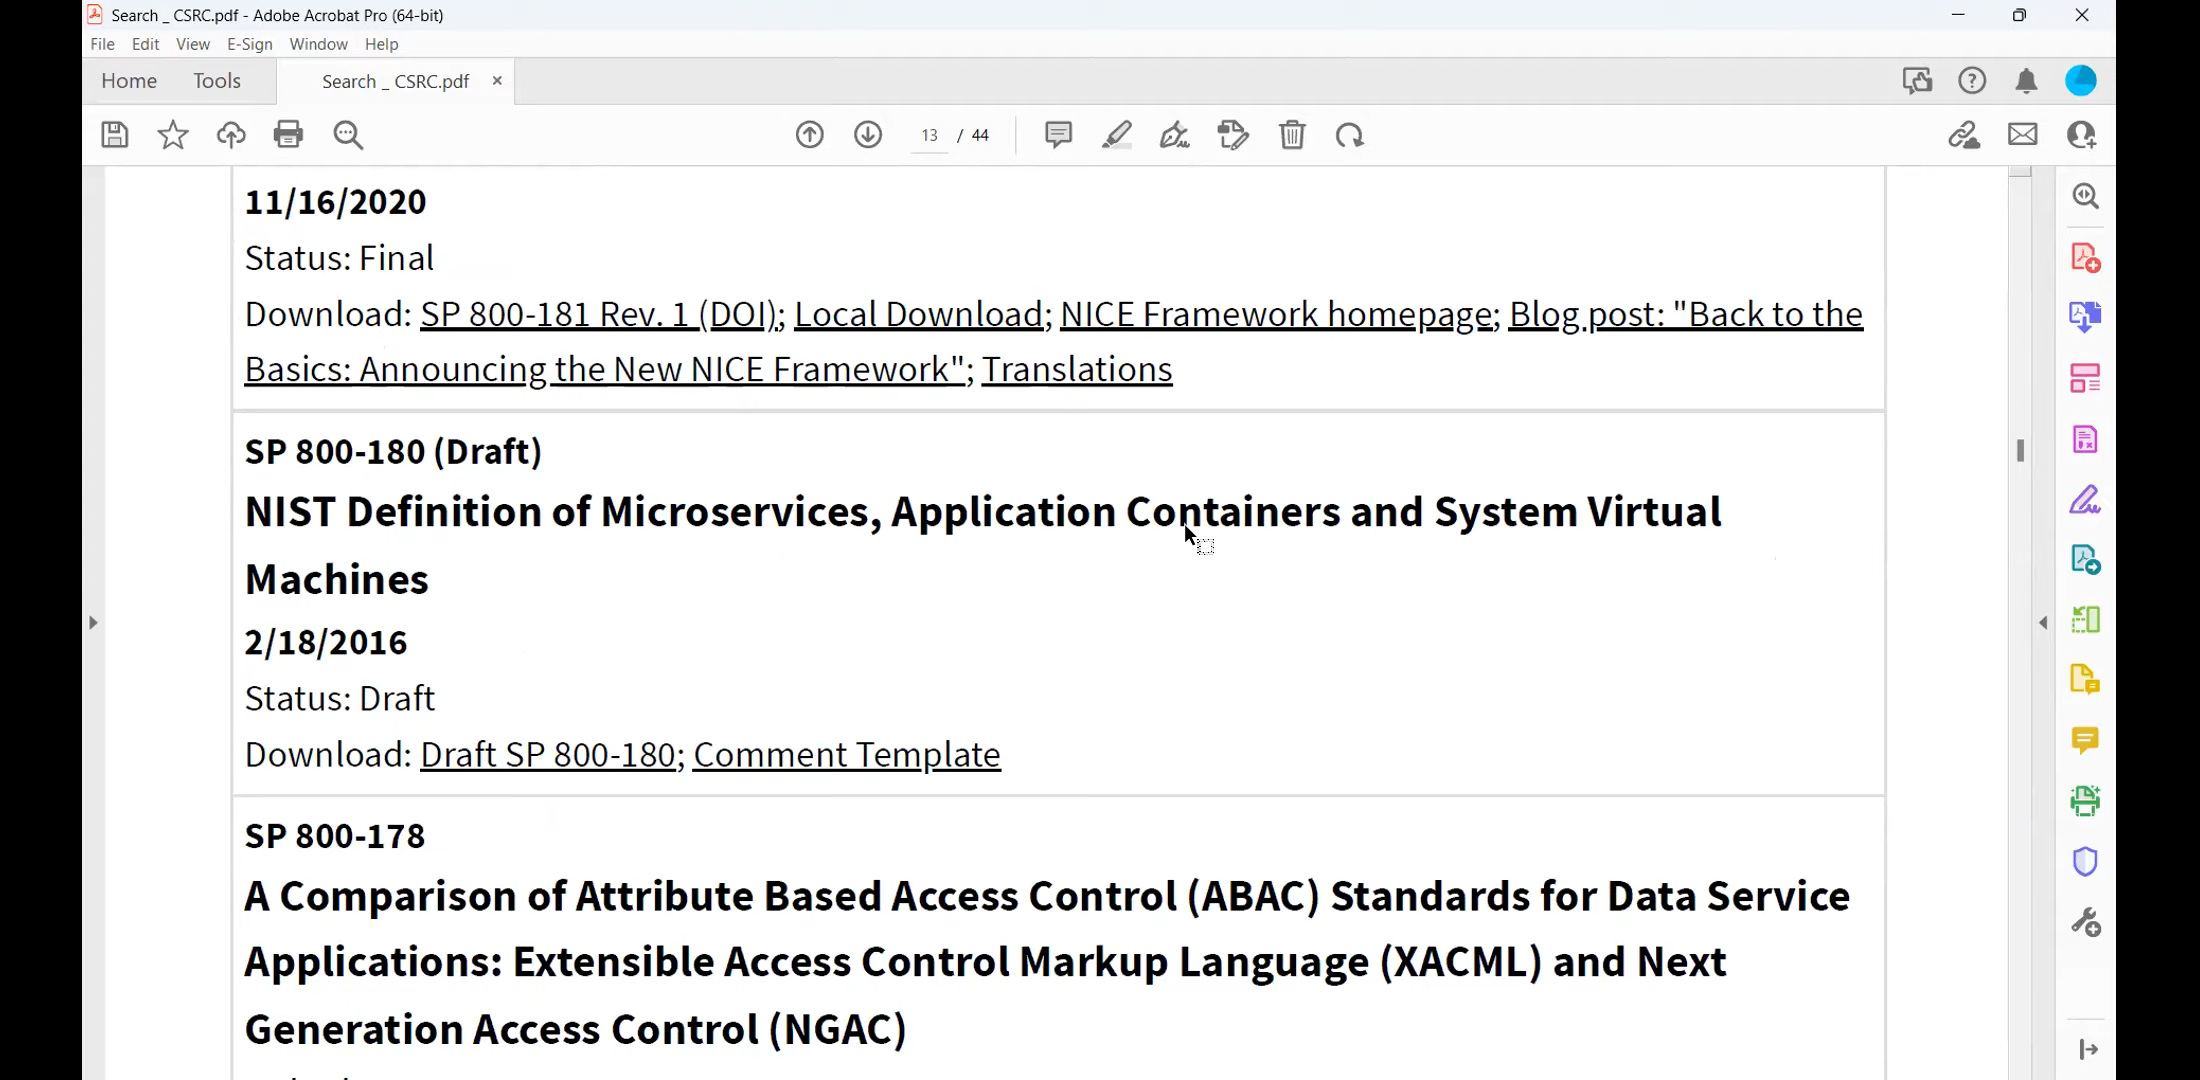 Search _ CSRC.pdf - Adobe Acrobat Pro (64-bit)
File Edit View E-Sign Window Help
Home Tools Search _ CSRC.pdf ×
13 / 44
11/16/2020
Status: Final
Download: SP 800-181 Rev. 1 (DOI); Local Download; NICE Framework homepage; Blog post: "Back to the
Basics: Announcing the New NICE Framework"; Translations
SP 800-180 (Draft)
NIST Definition of Microservices, Application Containers and System Virtual
Machines
2/18/2016
Status: Draft
Download: Draft SP 800-180; Comment Template
SP 800-178
A Comparison of Attribute Based Access Control (ABAC) Standards for Data Service
Applications: Extensible Access Control Markup Language (XACML) and Next
Generation Access Control (NGAC)